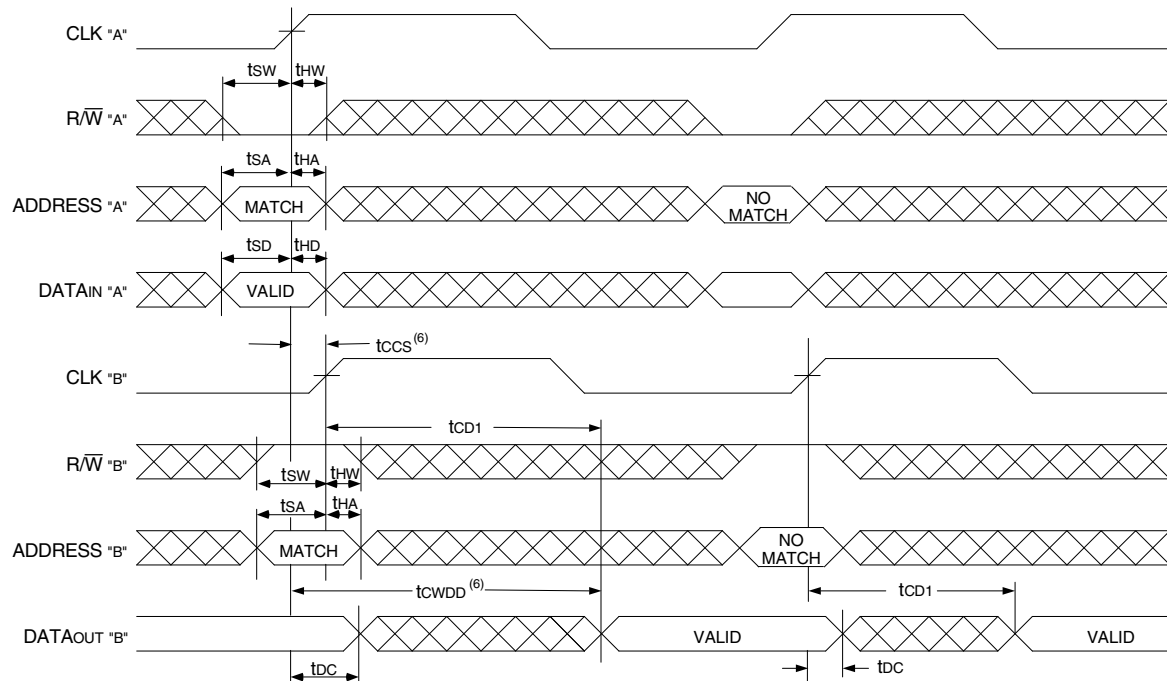 CLK "A"
tSW tHW
R/W̅ "A"
tSA tHA
ADDRESS "A" MATCH NO MATCH
tSD tHD
DATAIN "A" VALID
tCCS(6)
CLK "B"
tCD1
R/W̅ "B"
tSW tHW
tSA tHA
ADDRESS "B" MATCH NO MATCH
tCWDD(6) tCD1
DATAOUT "B" VALID VALID
tDC tDC